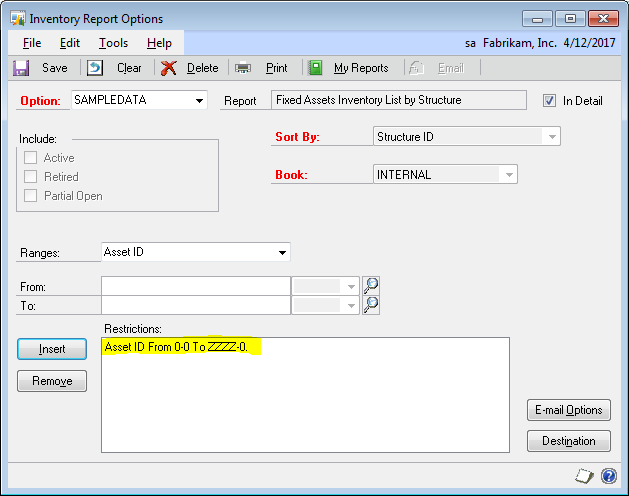 Inventory Report Options
File Edit Tools Help
sa Fabrikam, Inc. 4/12/2017
Save Clear Delete Print My Reports Email
Option: SAMPLEDATA Report Fixed Assets Inventory List by Structure In Detail
Include:
Active
Retired
Partial Open
Sort By: Structure ID
Book: INTERNAL
Ranges: Asset ID
From:
To:
Restrictions:
Insert
Remove
Asset ID From 0-0 To ZZZZZ-0.
E-mail Options
Destination